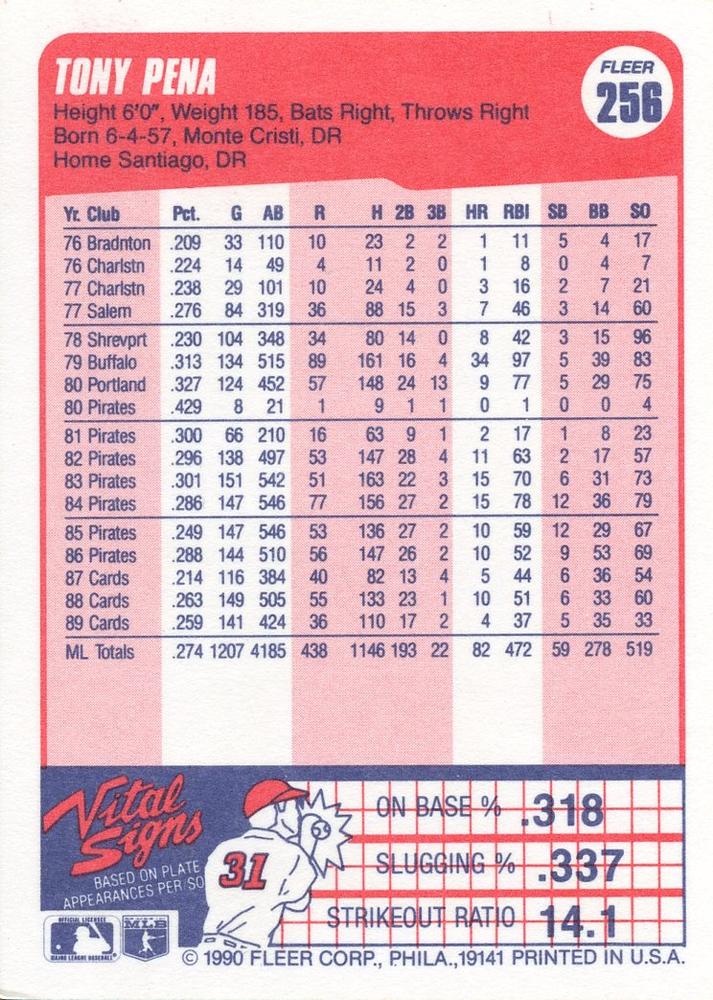 TONY PENA
FLEER
256
Height 6'0", Weight 185, Bats Right, Throws Right
Born 6-4-57, Monte Cristi, DR
Home Santiago, DR
Yr. Club Pct. G AB R H 2B 3B HR RBI SB BB SO
76 Bradnton .209 33 110 10 23 2 2 1 11 5 4 17
76 Charlstn .224 14 49 4 11 2 0 1 8 0 4 7
77 Charlstn .238 29 101 10 24 4 0 3 16 2 7 21
77 Salem .276 84 319 36 88 15 3 7 46 3 14 60
78 Shrevprt .230 104 348 34 80 14 0 8 42 3 15 96
79 Buffalo .313 134 515 89 161 16 4 34 97 5 39 83
80 Portland .327 124 452 57 148 24 13 9 77 5 29 75
80 Pirates .429 8 21 1 9 1 1 0 1 0 0 4
81 Pirates .300 66 210 16 63 9 1 2 17 1 8 23
82 Pirates .296 138 497 53 147 28 4 11 63 2 17 57
83 Pirates .301 151 542 51 163 22 3 15 70 6 31 73
84 Pirates .286 147 546 77 156 27 2 15 78 12 36 79
85 Pirates .249 147 546 53 136 27 2 10 59 12 29 67
86 Pirates .288 144 510 56 147 26 2 10 52 9 53 69
87 Cards .214 116 384 40 82 13 4 5 44 6 36 54
88 Cards .263 149 505 55 133 23 1 10 51 6 33 60
89 Cards .259 141 424 36 110 17 2 4 37 5 35 33
ML Totals .274 1207 4185 438 1146 193 22 82 472 59 278 519
Vital
Signs
BASED ON PLATE
APPEARANCES PER/SO
31
ON BASE % .318
SLUGGING % .337
STRIKEOUT RATIO 14.1
OFFICIAL LICENSEE
MAJOR LEAGUE BASEBALL
MLB
© 1990 FLEER CORP., PHILA.,19141 PRINTED IN U.S.A.